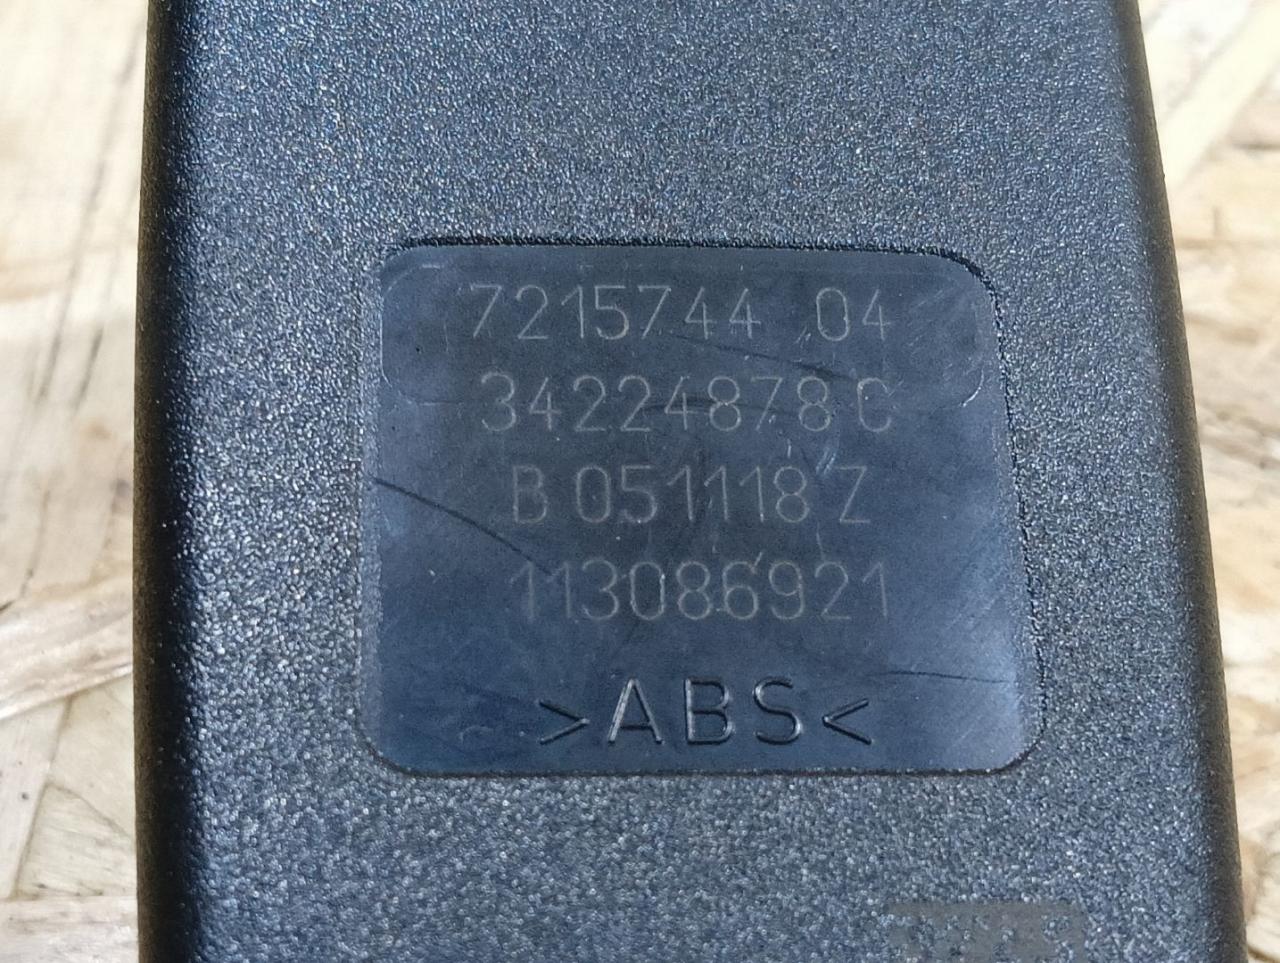 7215744 04
34224878 C
B 051118 Z
113086921
>ABS<